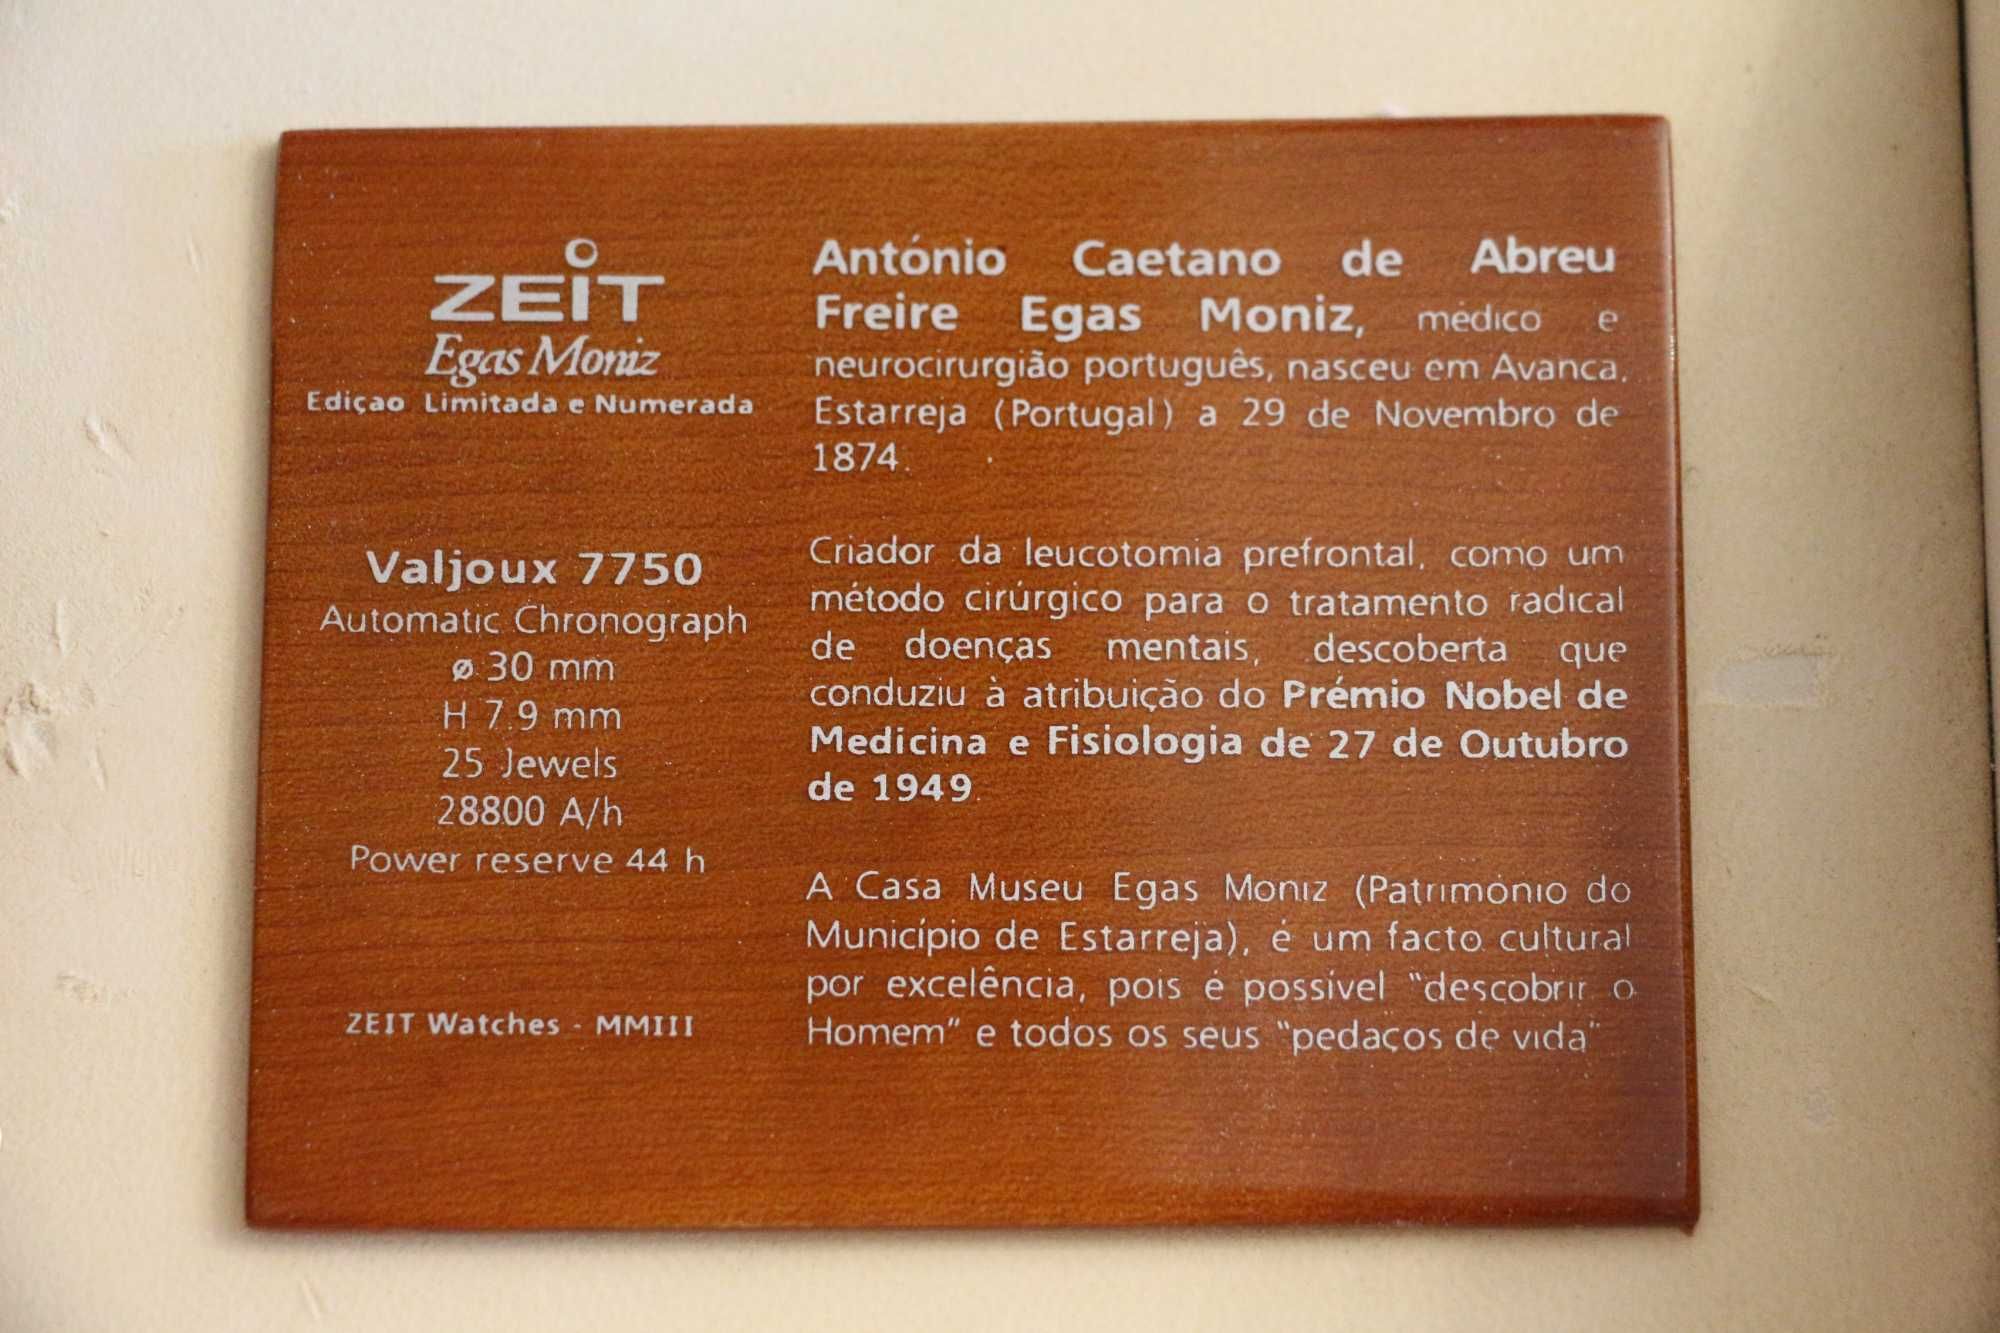 ZEIT
Egas Moniz
Edição Limitada e Numerada
Valjoux 7750
Automatic Chronograph
ø 30 mm
H 7.9 mm
25 Jewels
28800 A/h
Power reserve 44 h
ZEIT Watches - MMIII
António Caetano de Abreu
Freire Egas Moniz, médico e
neurocirurgião português, nasceu em Avanca,
Estarreja (Portugal) a 29 de Novembro de
1874.
Criador da leucotomia prefrontal, como um
método cirúrgico para o tratamento radical
de doenças mentais, descoberta que
conduziu à atribuição do Prémio Nobel de
Medicina e Fisiologia de 27 de Outubro
de 1949.
A Casa Museu Egas Moniz (Património do
Município de Estarreja), é um facto cultural
por excelência, pois é possível "descobrir o
Homem" e todos os seus "pedaços de vida"